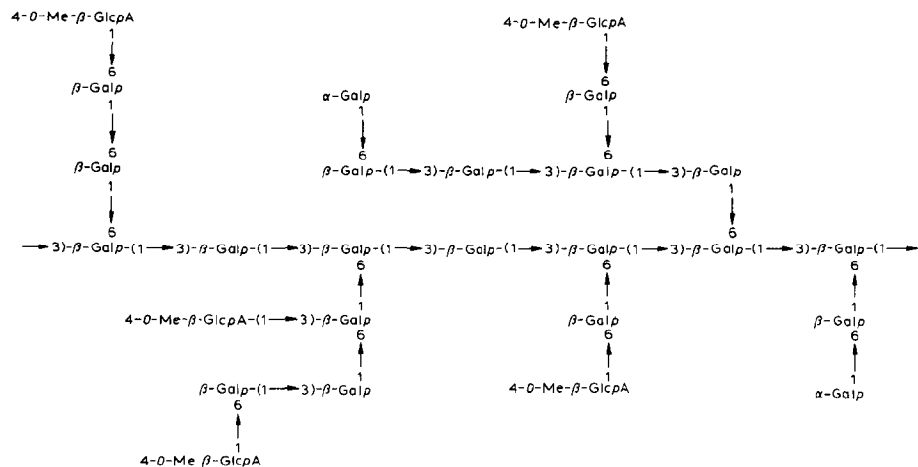 4-O-Me-β-GlcpA 4-O-Me-β-GlcpA
1 1
6 6
β-Galp α-Galp β-Galp
1 1 1
6 6 6
β-Galp β-Galp-(1→3)-β-Galp-(1→3)-β-Galp-(1→3)-β-Galp
1 1
6 6
→3)-β-Galp-(1→3)-β-Galp-(1→3)-β-Galp-(1→3)-β-Galp-(1→3)-β-Galp-(1→3)-β-Galp-(1→3)-β-Galp-(1→
6 6 6
1 1 1
4-O-Me-β-GlcpA-(1→3)-β-Galp β-Galp β-Galp
6 6 6
1 1 1
β-Galp-(1→3)-β-Galp 4-O-Me-β-GlcpA α-Galp
6
1
4-O-Me β-GlcpA